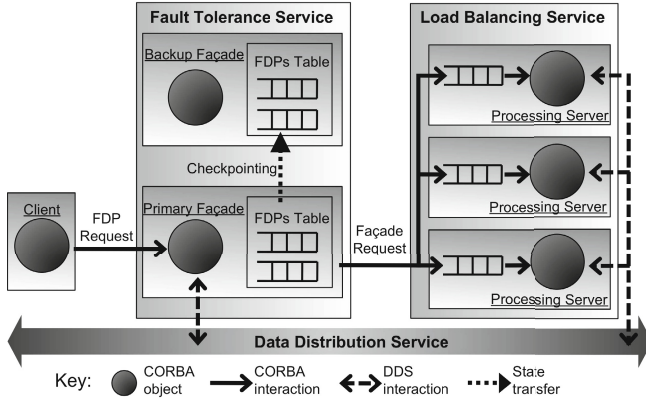 Fault Tolerance Service
Load Balancing Service
Backup Façade
FDPs Table
Processing Server
Checkpointing
Processing Server
Client
FDP
Request
Primary Façade
FDPs Table
Façade
Request
Processing Server
Data Distribution Service
Key:
CORBA
object
CORBA
interaction
DDS
interaction
State
transfer